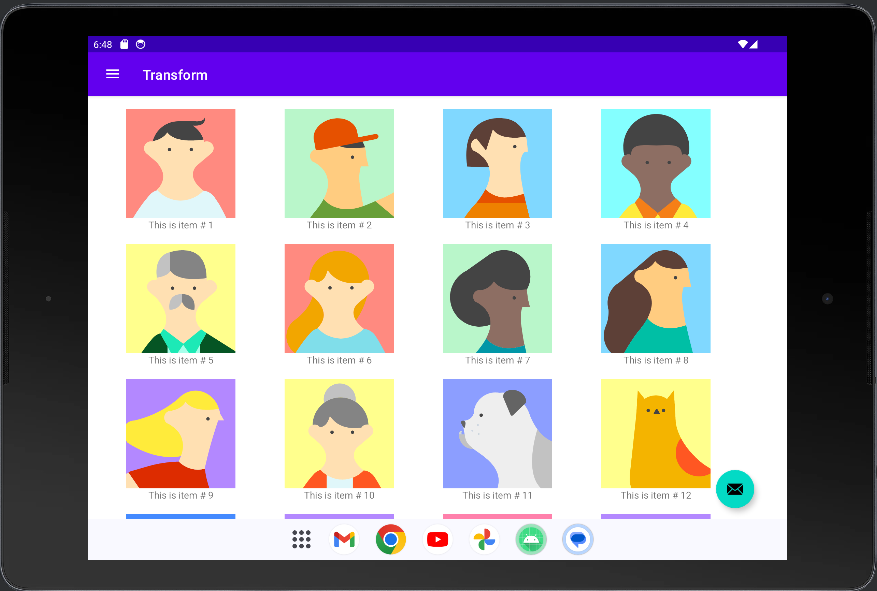 6:48
Transform
This is item # 1
This is item # 2
This is item # 3
This is item # 4
This is item # 5
This is item # 6
This is item # 7
This is item # 8
This is item # 9
This is item # 10
This is item # 11
This is item # 12